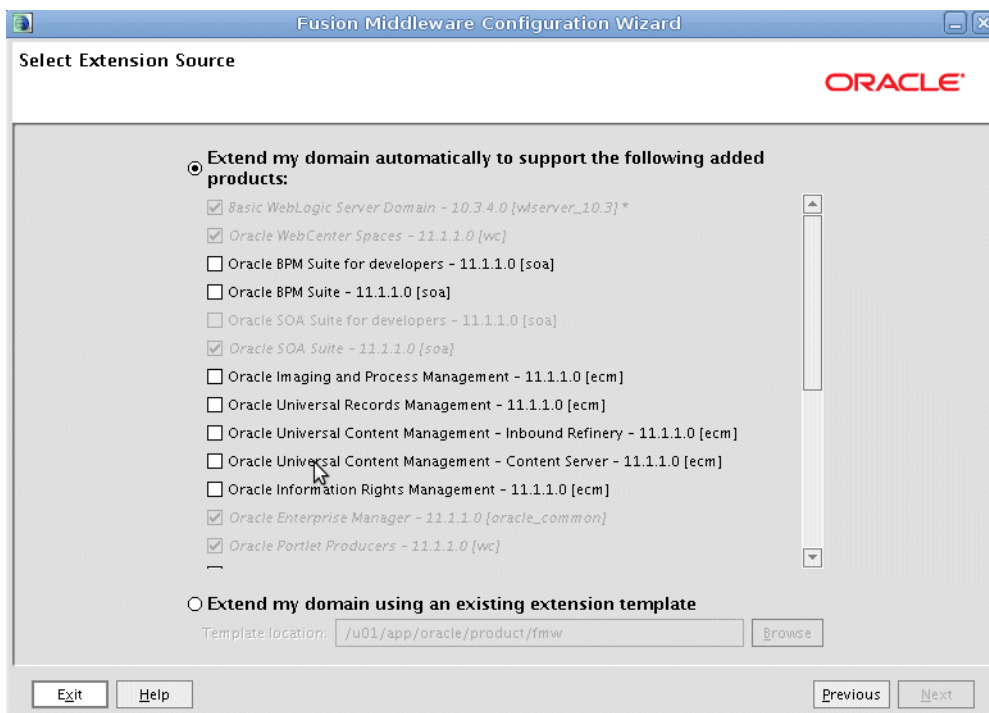 Fusion Middleware Configuration Wizard
Select Extension Source
ORACLE
Extend my domain automatically to support the following added
products:
Basic WebLogic Server Domain - 10.3.4.0 [wlserver_10.3] *
Oracle WebCenter Spaces - 11.1.1.0 [wc]
Oracle BPM Suite for developers - 11.1.1.0 [soa]
Oracle BPM Suite - 11.1.1.0 [soa]
Oracle SOA Suite for developers - 11.1.1.0 [soa]
Oracle SOA Suite - 11.1.1.0 [soa]
Oracle Imaging and Process Management - 11.1.1.0 [ecm]
Oracle Universal Records Management - 11.1.1.0 [ecm]
Oracle Universal Content Management - Inbound Refinery - 11.1.1.0 [ecm]
Oracle Universal Content Management - Content Server - 11.1.1.0 [ecm]
Oracle Information Rights Management - 11.1.1.0 [ecm]
Oracle Enterprise Manager - 11.1.1.0 [oracle_common]
Oracle Portlet Producers - 11.1.1.0 [wc]
Extend my domain using an existing extension template
Template location: /u01/app/oracle/product/fmw Browse
Exit Help Previous Next